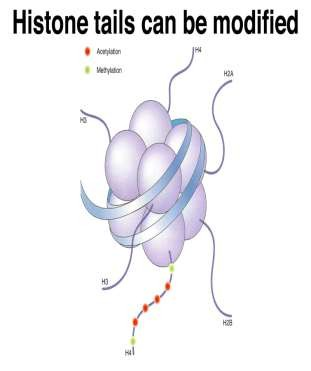 Histone tails can be modified
Acetylation
Methylation
H4
H2A
H3
H3
H2B
H4